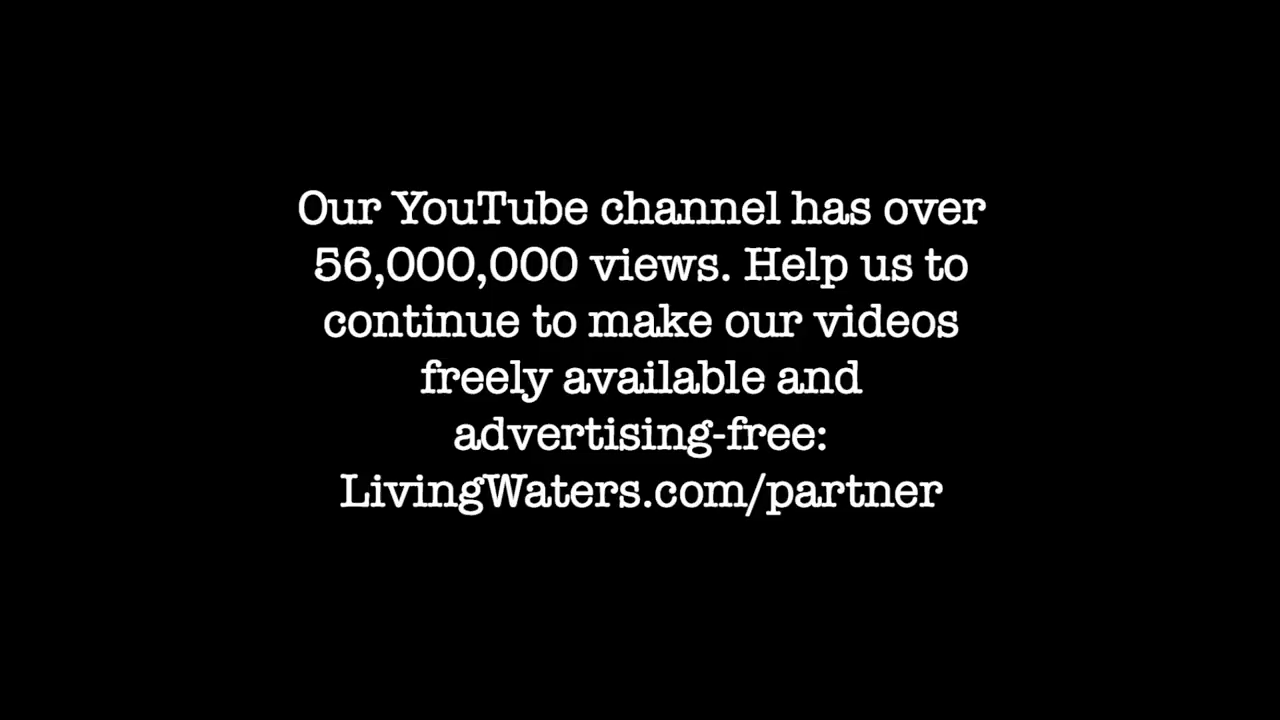 Our YouTube channel has over
56,000,000 views. Help us to
continue to make our videos
freely available and
advertising-free:
LivingWaters.com/partner